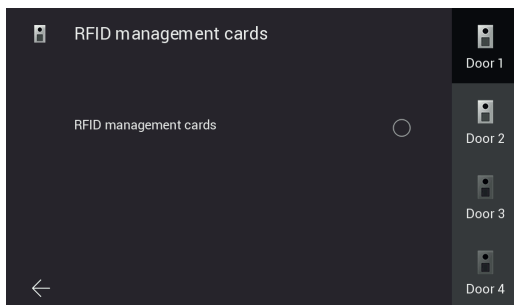 RFID management cards
RFID management cards
Door 1
Door 2
Door 3
Door 4